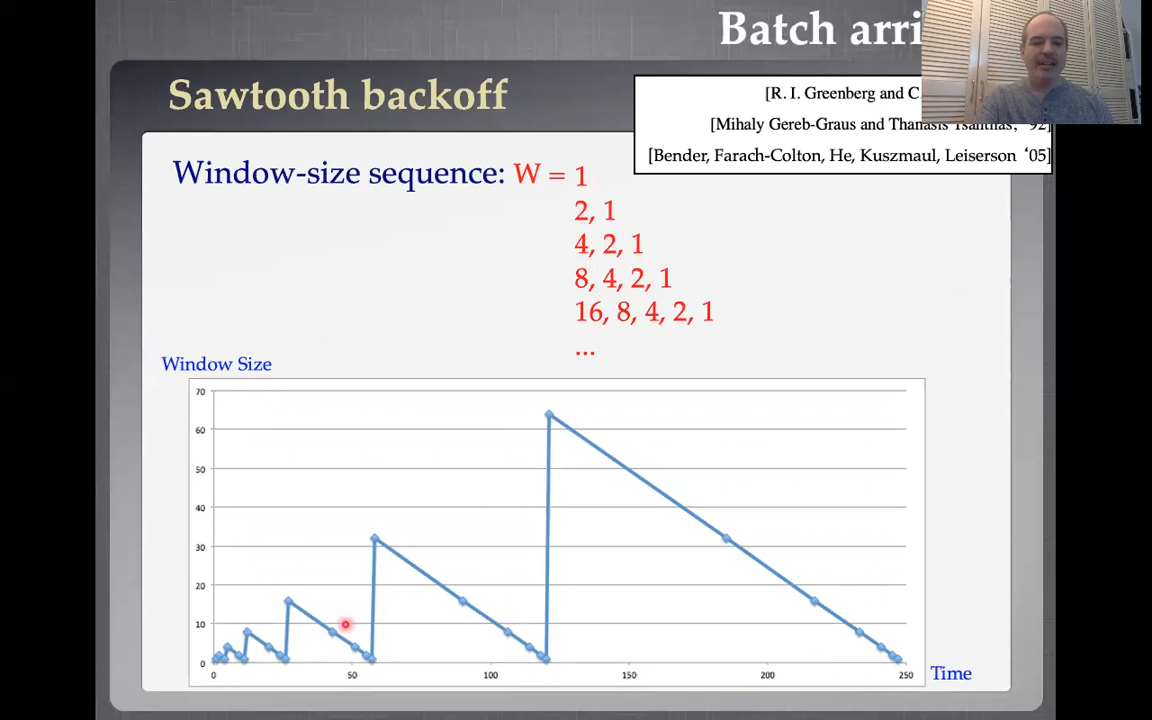 Batch arri
Sawtooth backoff
[R. I. Greenberg and C.
[Mihaly Gereb-Graus and Thanasis Tsantilas, '92]
[Bender, Farach-Colton, He, Kuszmaul, Leiserson ‘05]
Window-size sequence: W = 1
2, 1
4, 2, 1
8, 4, 2, 1
16, 8, 4, 2, 1
...
Window Size
70
60
50
40
30
20
10
0
0 50 100 150 200 250
Time